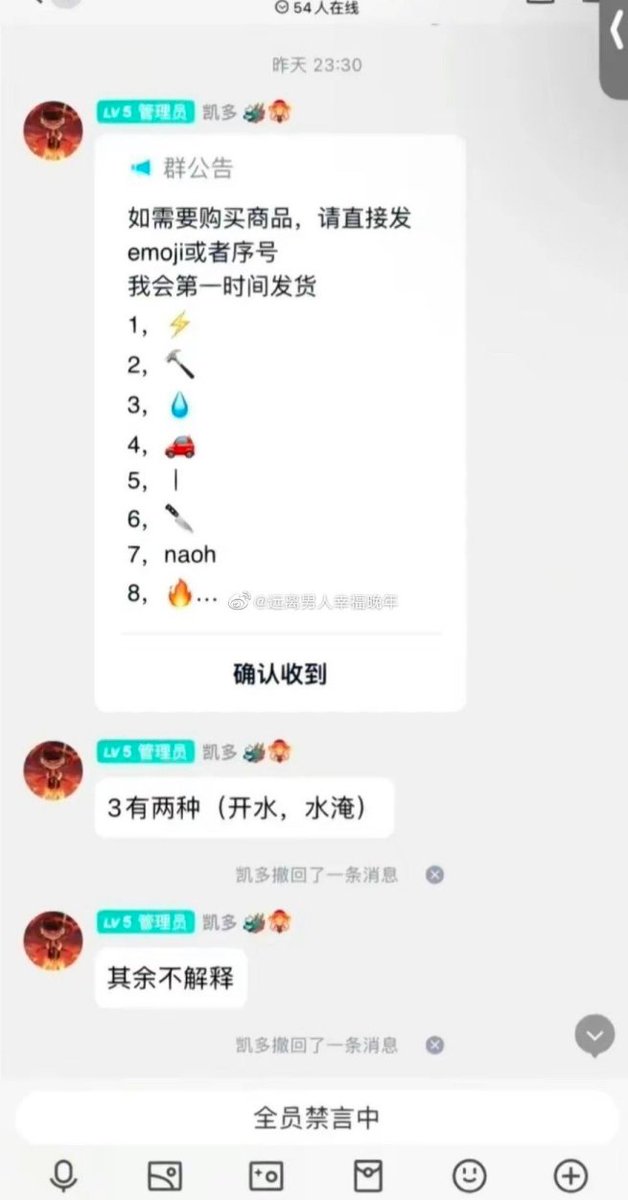 54人在线
昨天 23:30
LV5 管理员 凯多
群公告
如需要购买商品，请直接发
emoji或者序号
我会第一时间发货
1，⚡
2，🔨
3，💧
4，🚗
5，丨
6，🔪
7，naoh
8，🔥...
@远离男人幸福晚年
确认收到
LV5 管理员 凯多
3有两种（开水，水淹）
凯多撤回了一条消息
LV5 管理员 凯多
其余不解释
凯多撤回了一条消息
全员禁言中